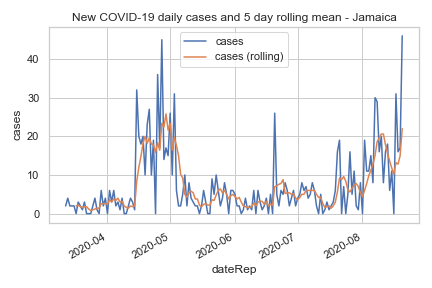 New COVID-19 daily cases and 5 day rolling mean - Jamaica
cases
cases (rolling)
cases
40
30
20
10
0
2020-04
2020-05
2020-06
2020-07
2020-08
dateRep